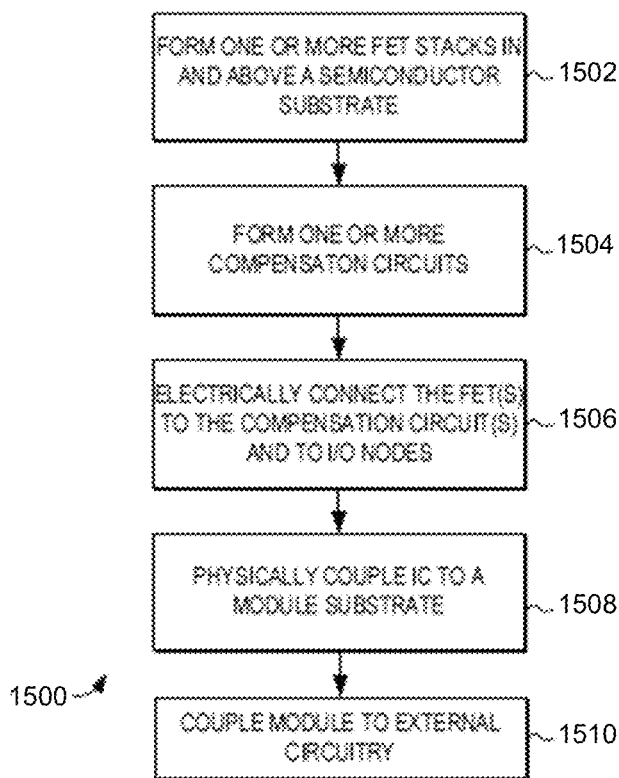 FORM ONE OR MORE FET STACKS IN
AND ABOVE A SEMICONDUCTOR
SUBSTRATE
1502
FORM ONE OR MORE
COMPENSATON CIRCUITS
1504
ELECTRICALLY CONNECT THE FET(S)
TO THE COMPENSATION CIRCUIT(S)
AND TO I/O NODES
1506
PHYSICALLY COUPLE IC TO A
MODULE SUBSTRATE
1508
1500
COUPLE MODULE TO EXTERNAL
CIRCUITRY
1510